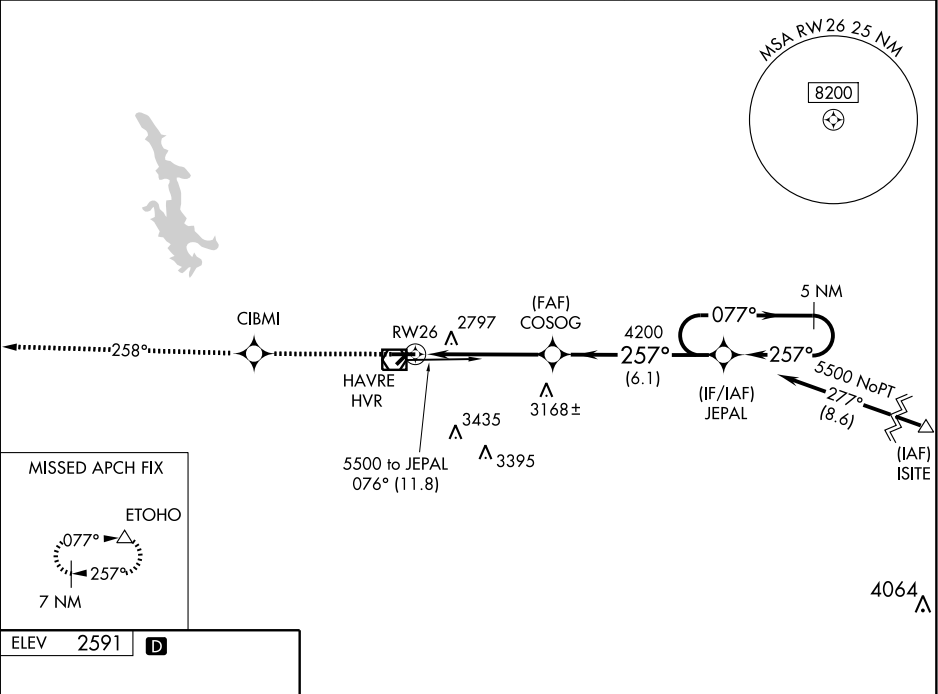 MSA RW26 25 NM
8200
5 NM
(FAF)
COSOG
077°
CIBMI
RW26
2797
4200
257°
(6.1)
257°
258°
5500 NoPT
277°
(8.6)
HAVRE
HVR
3168±
(IF/IAF)
JEPAL
3435
3395
(IAF)
ISITE
5500 to JEPAL
076° (11.8)
MISSED APCH FIX
ETOHO
077°
257°
7 NM
4064
ELEV 2591 D